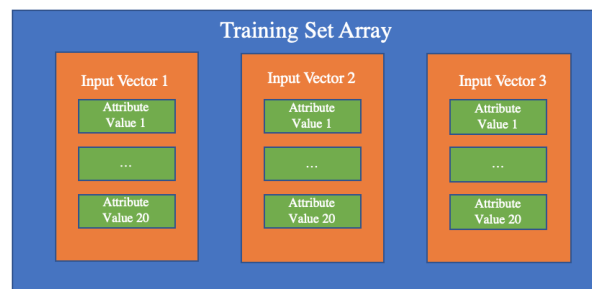 Training Set Array
Input Vector 1
Attribute
Value 1
...
Attribute
Value 20
Input Vector 2
Attribute
Value 1
...
Attribute
Value 20
Input Vector 3
Attribute
Value 1
...
Attribute
Value 20